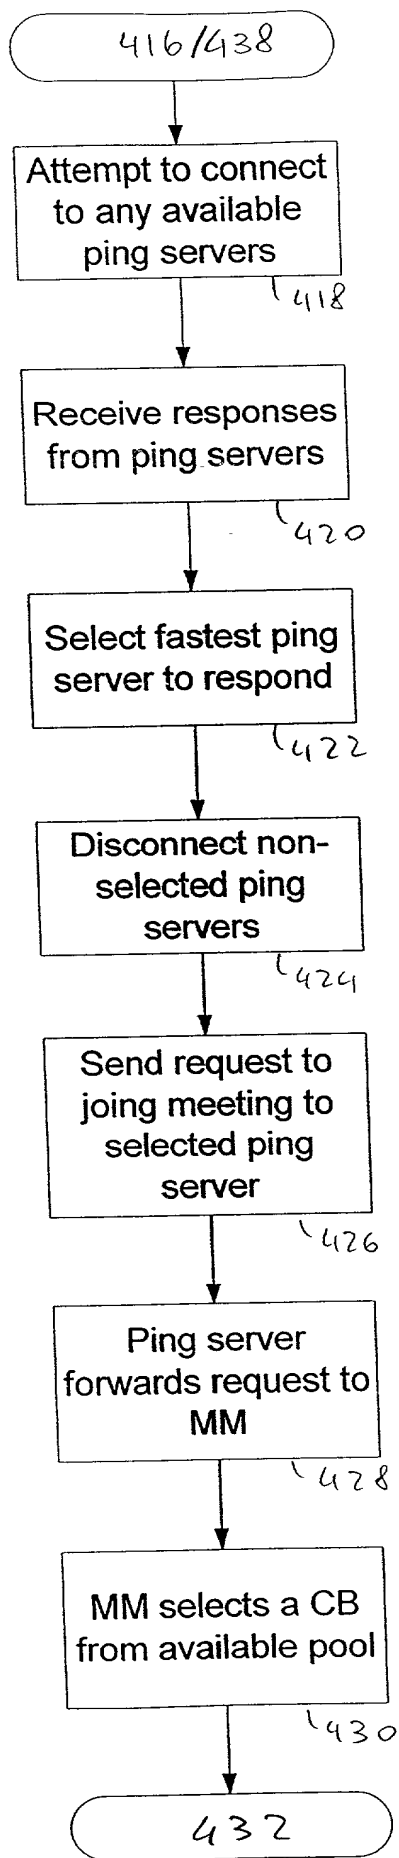 416/438
Attempt to connect
to any available
ping servers
418
Receive responses
from ping servers
420
Select fastest ping
server to respond
422
Disconnect non-
selected ping
servers
424
Send request to
joing meeting to
selected ping
server
426
Ping server
forwards request to
MM
428
MM selects a CB
from available pool
430
432